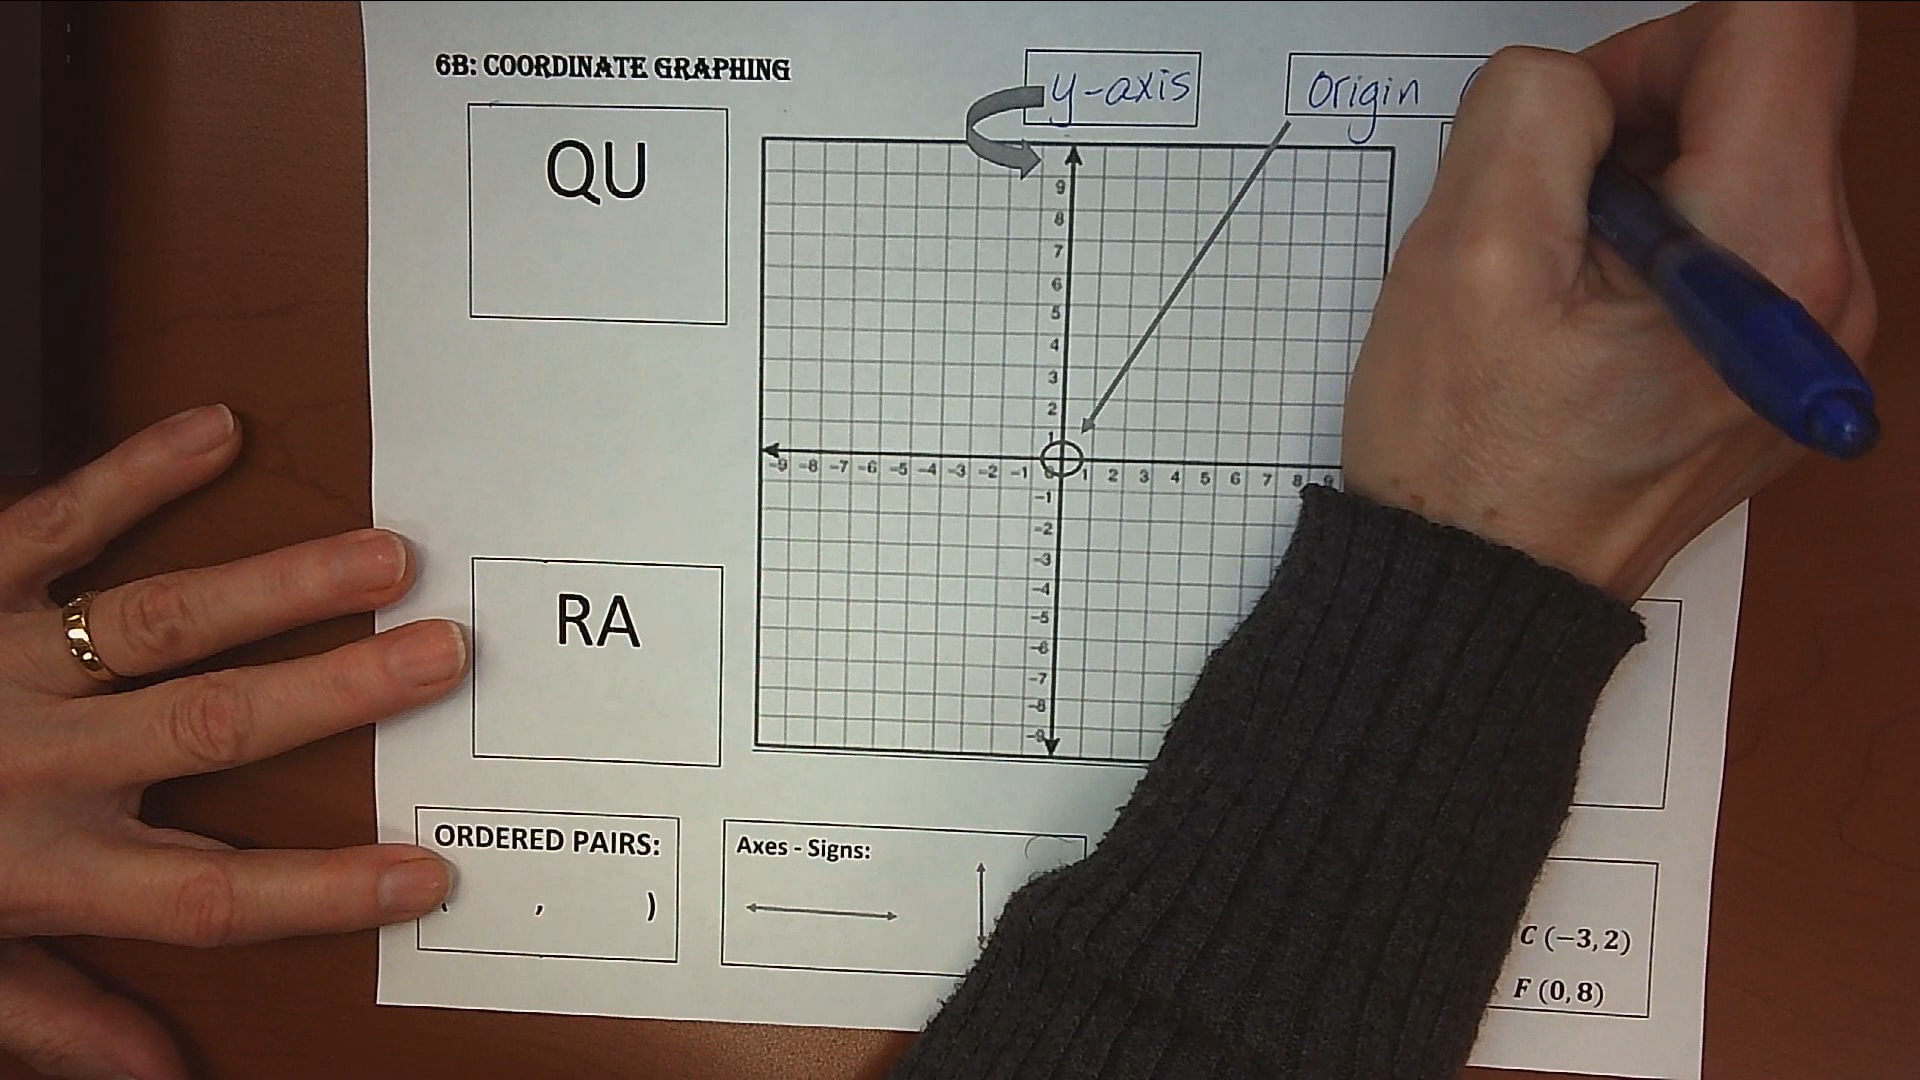 6B: COORDINATE GRAPHING
y-axis
Origin (
QU
9
8
7
6
5
4
3
2
1
-9 -8 -7 -6 -5 -4 -3 -2 -1 0 1 2 3 4 5 6 7 8 9
-1
-2
-3
-4
-5
-6
-7
-8
-9
RA
ORDERED PAIRS:
( , )
Axes - Signs:
C (−3, 2)
F (0, 8)